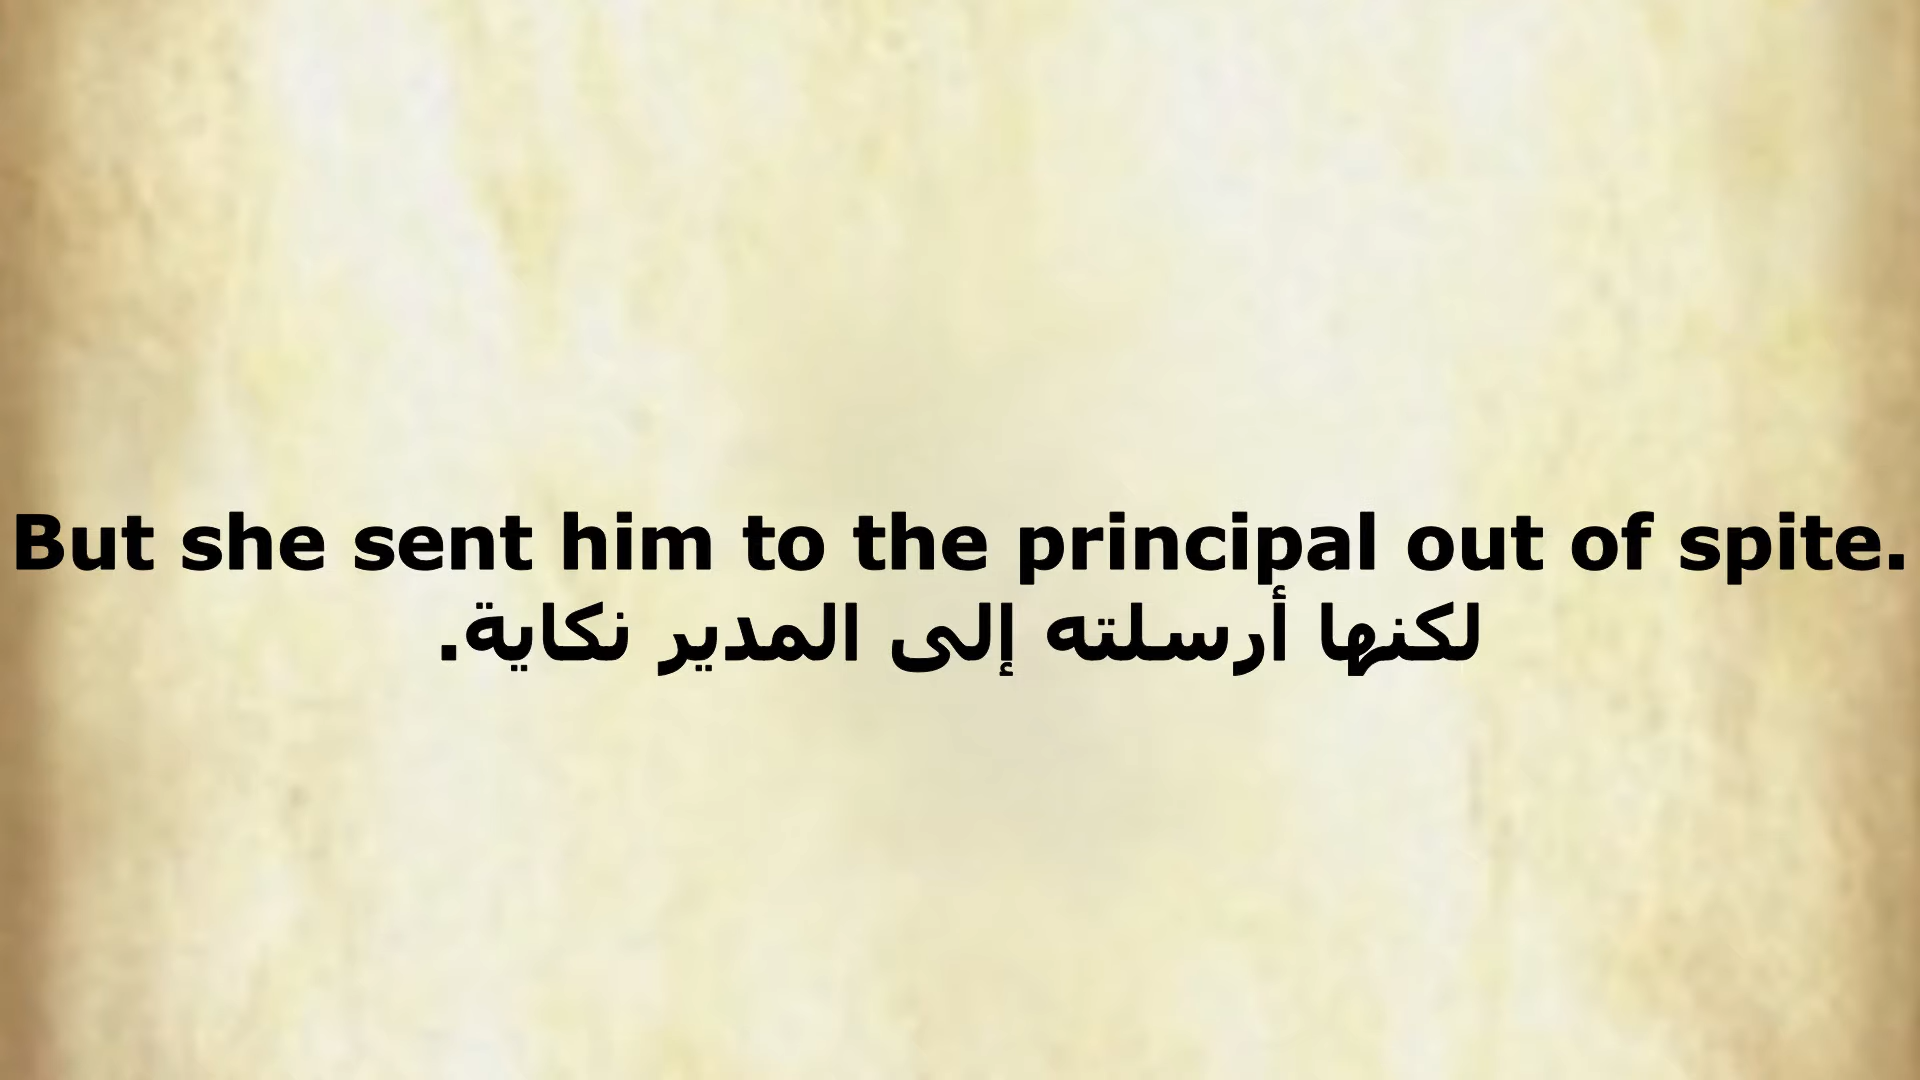 But she sent him to the principal out of spite.
لكنها أرسلته إلى المدير نكاية.